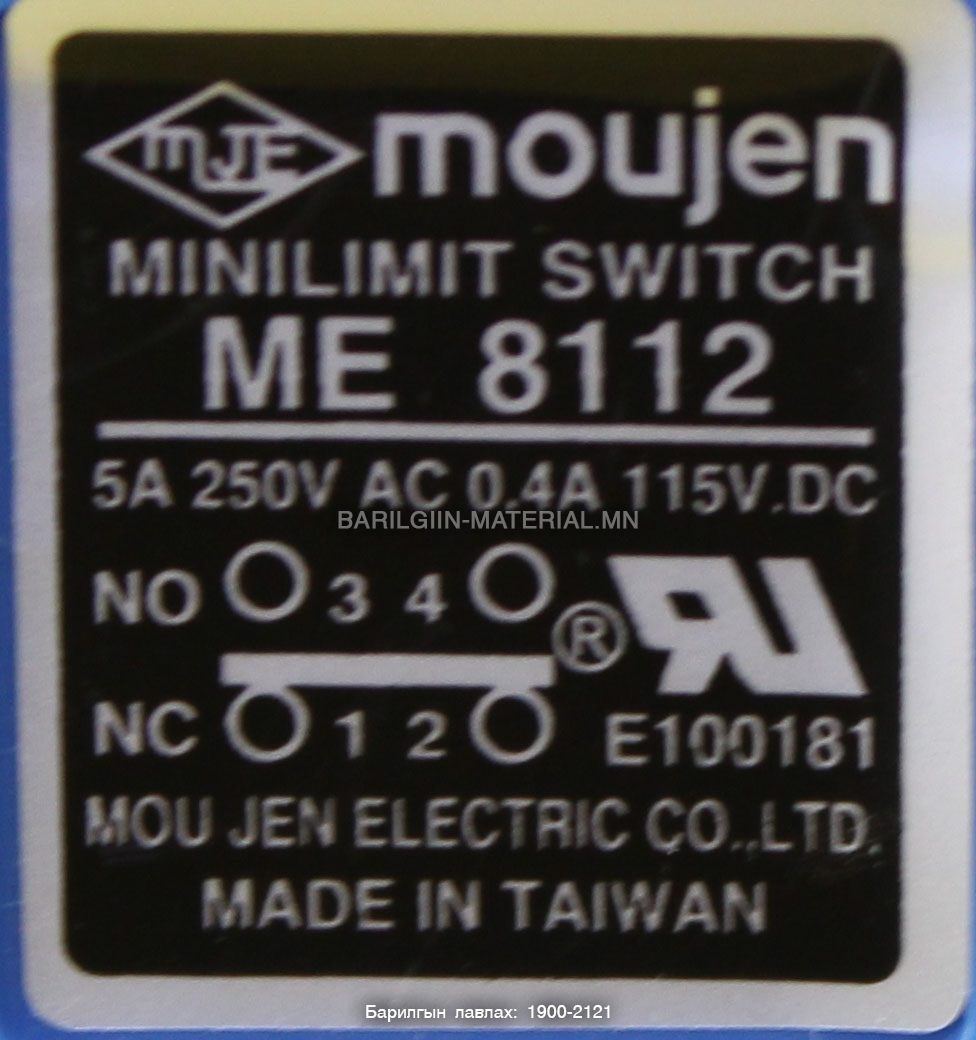 MJE moujen
MINILIMIT SWITCH
ME 8112
5A 250V AC 0.4A 115V.DC
BARILGIIN-MATERIAL.MN
NO 3 4
® RU
NC 1 2 E100181
MOU JEN ELECTRIC CO.,LTD.
MADE IN TAIWAN
Барилгын лавлах: 1900-2121